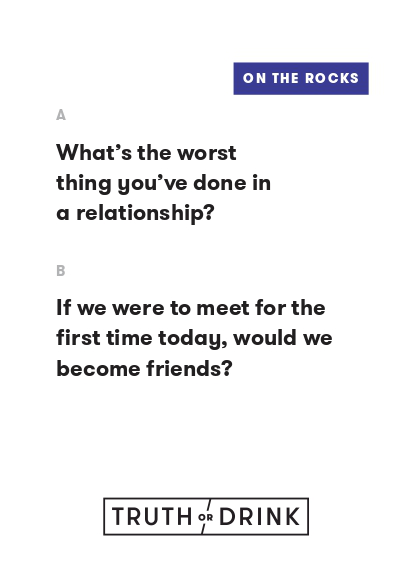 ON THE ROCKS
A
What’s the worst
thing you’ve done in
a relationship?
B
If we were to meet for the
first time today, would we
become friends?
TRUTH OR DRINK